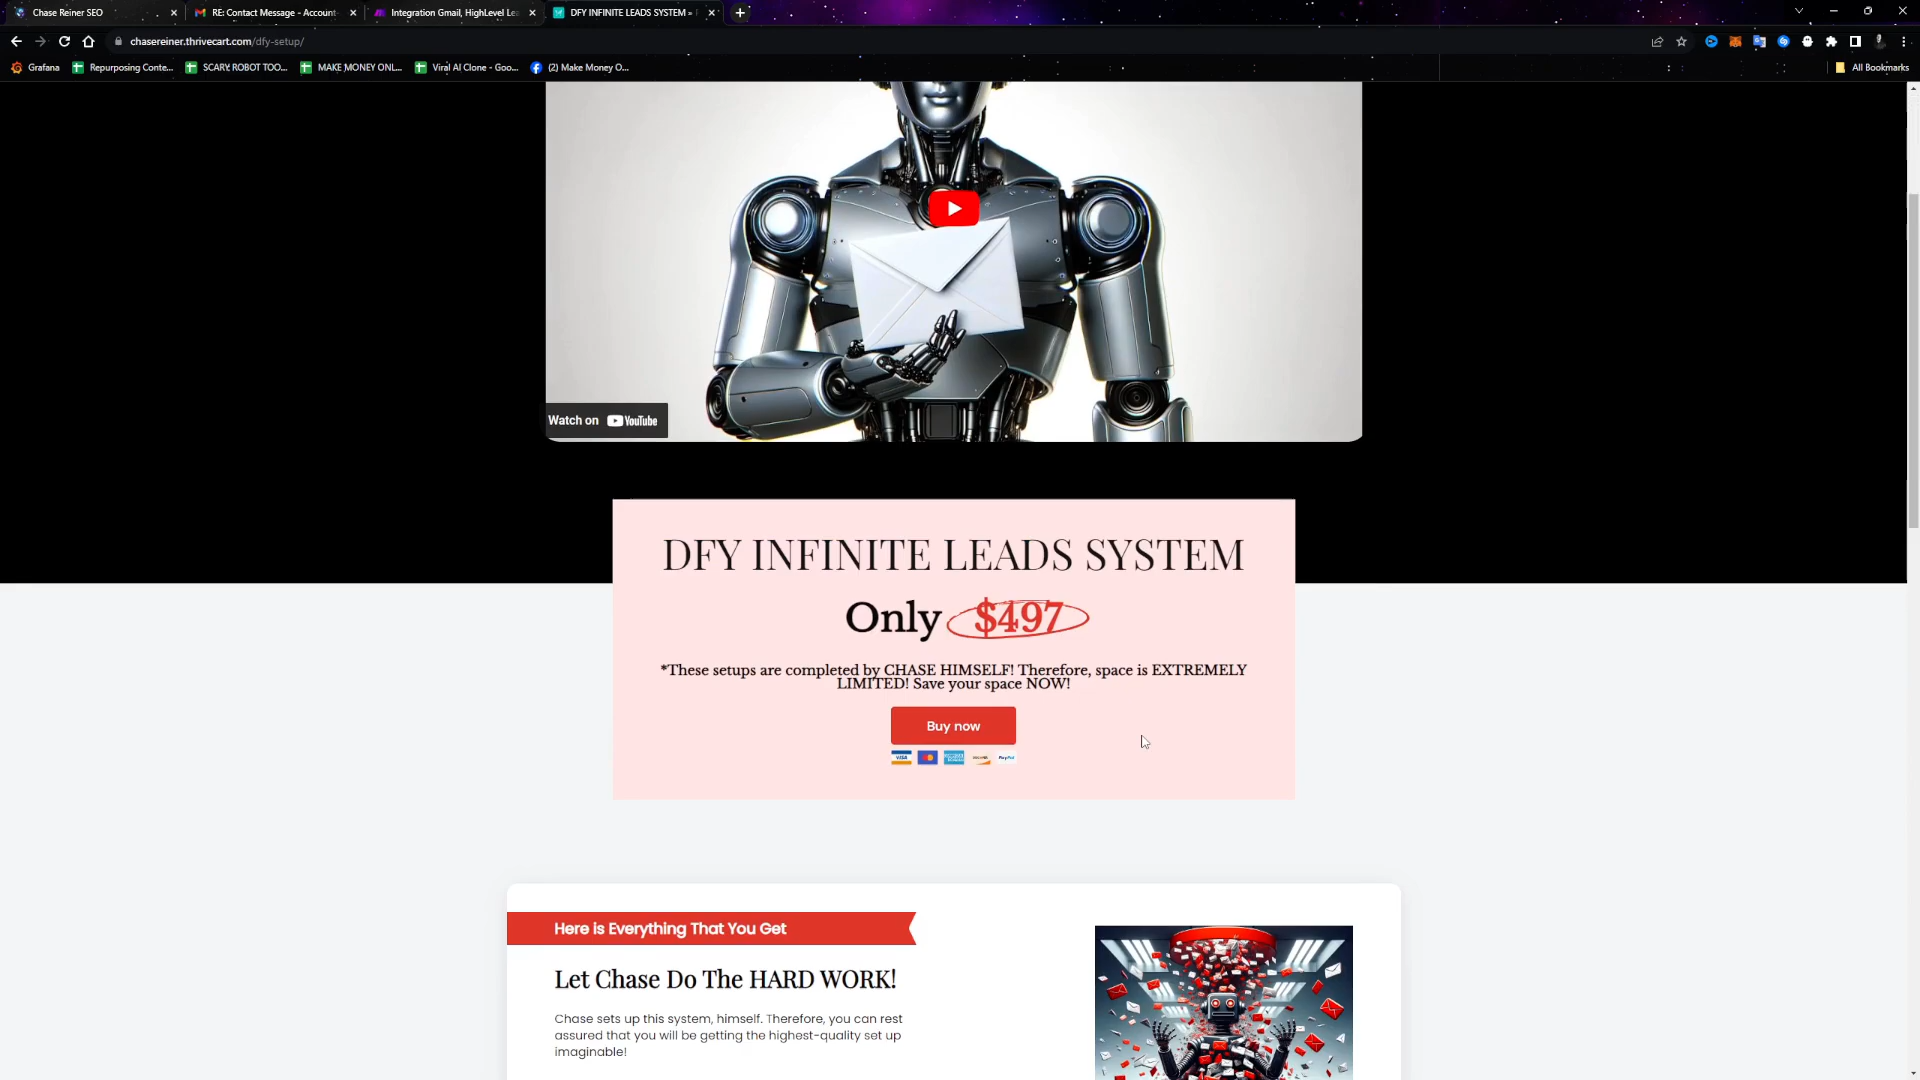 Chase Reiner SEO
RE: Contact Message - Account
Integration Gmail, HighLevel Le
DFY INFINITE LEADS SYSTEM »
chasereiner.thrivecart.com/dfy-setup/
Grafana
Repurposing Conte...
SCARY ROBOT TOO...
MAKE MONEY ONL...
Viral AI Clone - Goo...
(2) Make Money O...
All Bookmarks
Watch on YouTube
DFY INFINITE LEADS SYSTEM
Only $497
*These setups are completed by CHASE HIMSELF! Therefore, space is EXTREMELY
LIMITED! Save your space NOW!
Buy now
VISA
PayPal
Here is Everything That You Get
Let Chase Do The HARD WORK!
Chase sets up this system, himself. Therefore, you can rest
assured that you will be getting the highest-quality set up
imaginable!